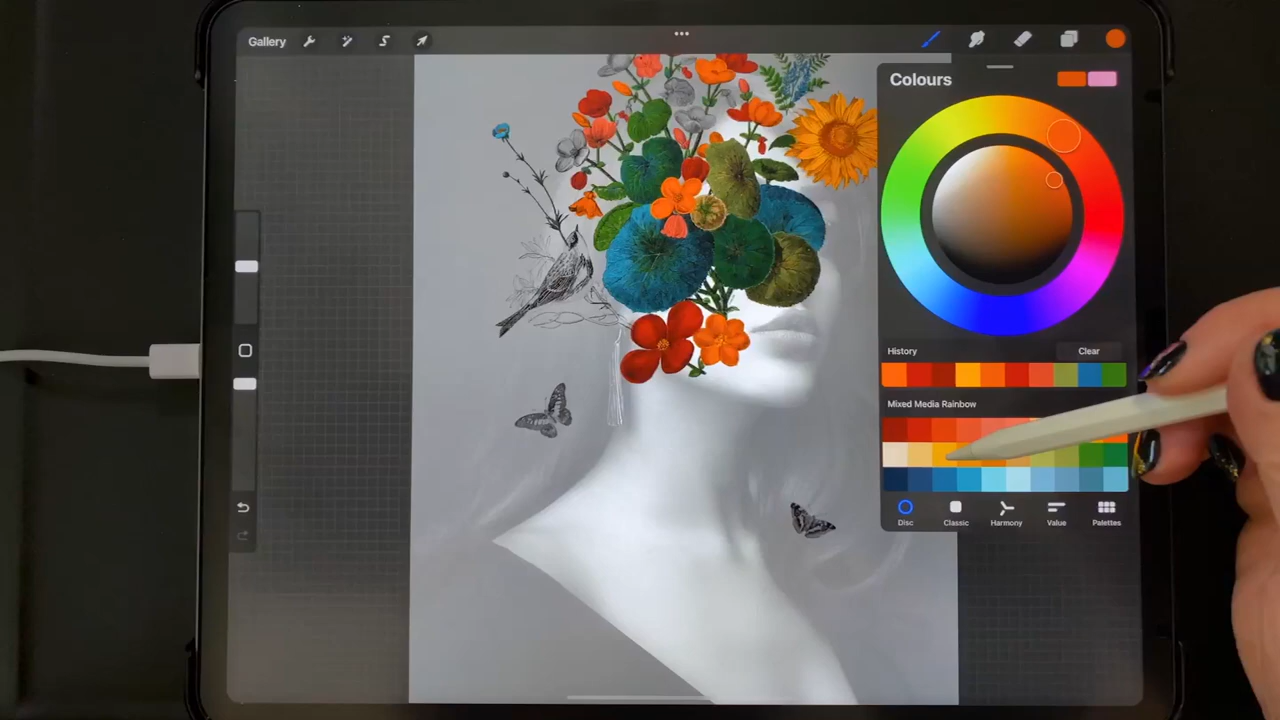 Gallery
Colours
History
Clear
Mixed Media Rainbow
Disc
Classic
Harmony
Value
Palettes